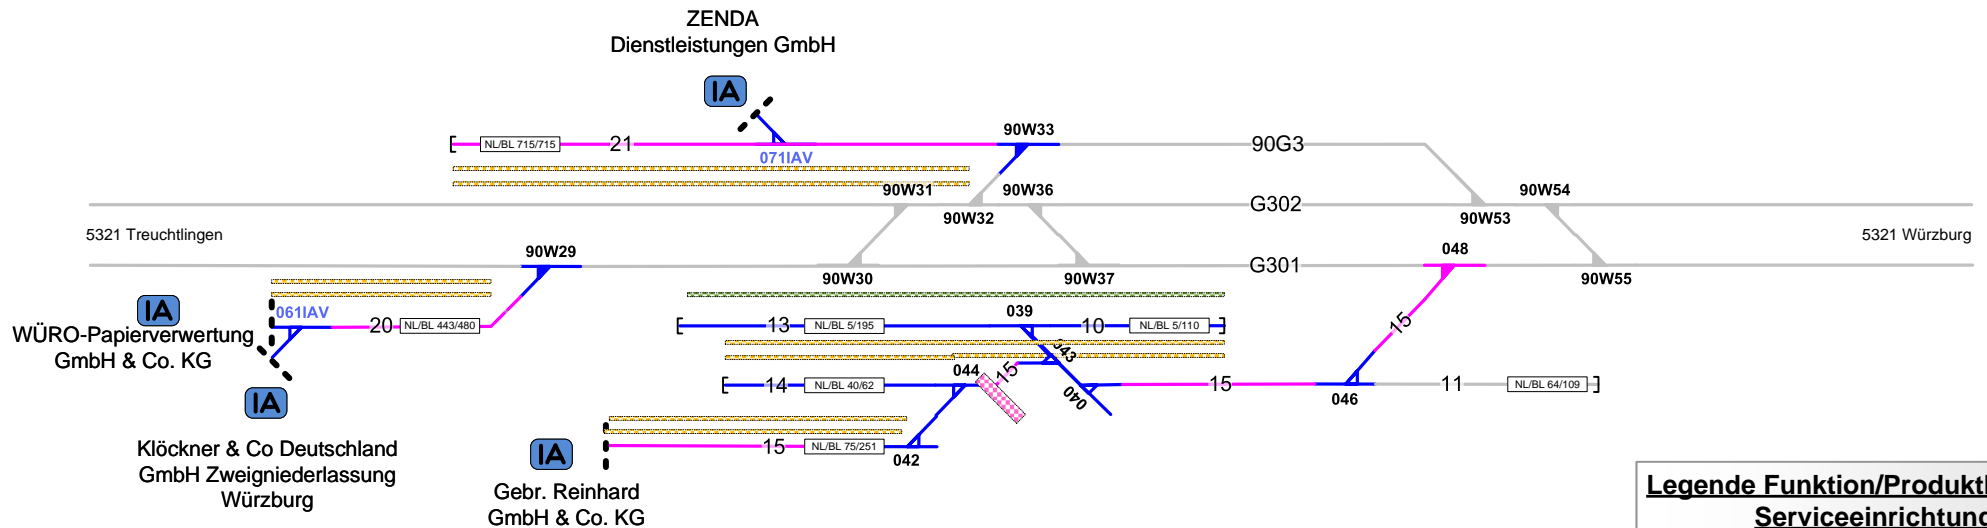 ZENDA
Dienstleistungen GmbH
IA
90W33
NL/BL 715/715
21
90G3
071IAV
90W31
90W36
90W54
G302
90W32
90W53
5321 Treuchtlingen
5321 Würzburg
90W29
048
G301
90W30
90W37
90W55
IA
061IAV
039
20
NL/BL 443/480
13
NL/BL 5/195
10
NL/BL 5/110
15
WÜRO-Papierverwertung
GmbH & Co. KG
043
044
15
14
NL/BL 40/62
15
11
NL/BL 64/109
040
046
IA
Klöckner & Co Deutschland
GmbH Zweigniederlassung
Würzburg
IA
15
NL/BL 75/251
042
Gebr. Reinhard
GmbH & Co. KG
Legende Funktion/Produktl
Serviceeinrichtung